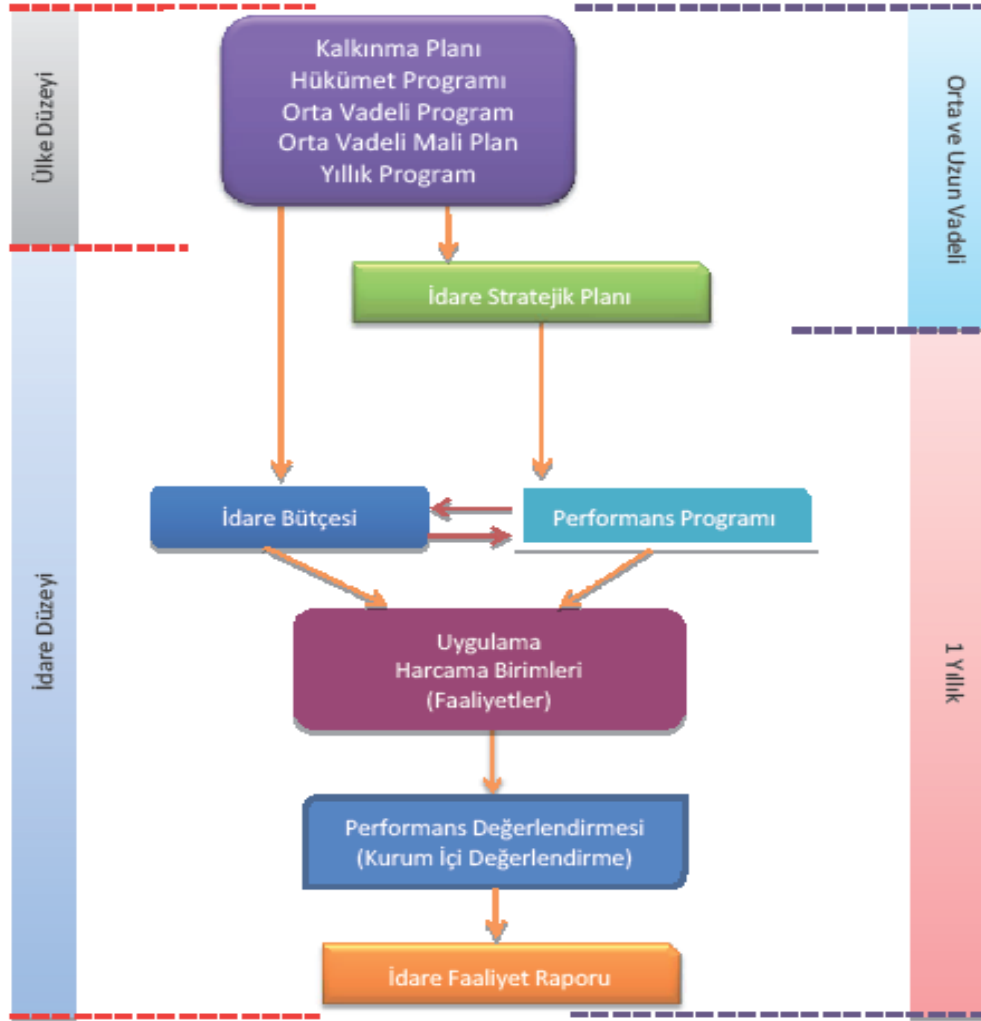 Ülke Düzeyi
Kalkınma Planı
Hükümet Programı
Orta Vadeli Program
Orta Vadeli Mali Plan
Yıllık Program
Orta ve Uzun Vadeli
İdare Stratejik Planı
İdare Düzeyi
İdare Bütçesi
Performans Programı
1 Yıllık
Uygulama
Harcama Birimleri
(Faaliyetler)
Performans Değerlendirmesi
(Kurum İçi Değerlendirme)
İdare Faaliyet Raporu